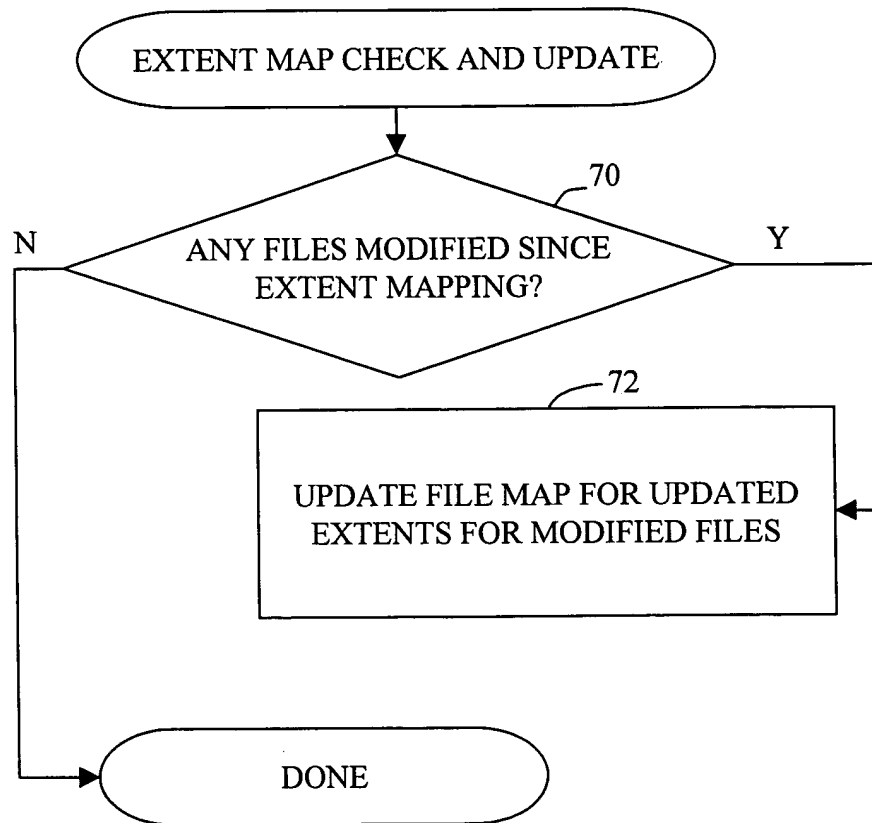 EXTENT MAP CHECK AND UPDATE
70
N
Y
ANY FILES MODIFIED SINCE
EXTENT MAPPING?
72
UPDATE FILE MAP FOR UPDATED
EXTENTS FOR MODIFIED FILES
DONE